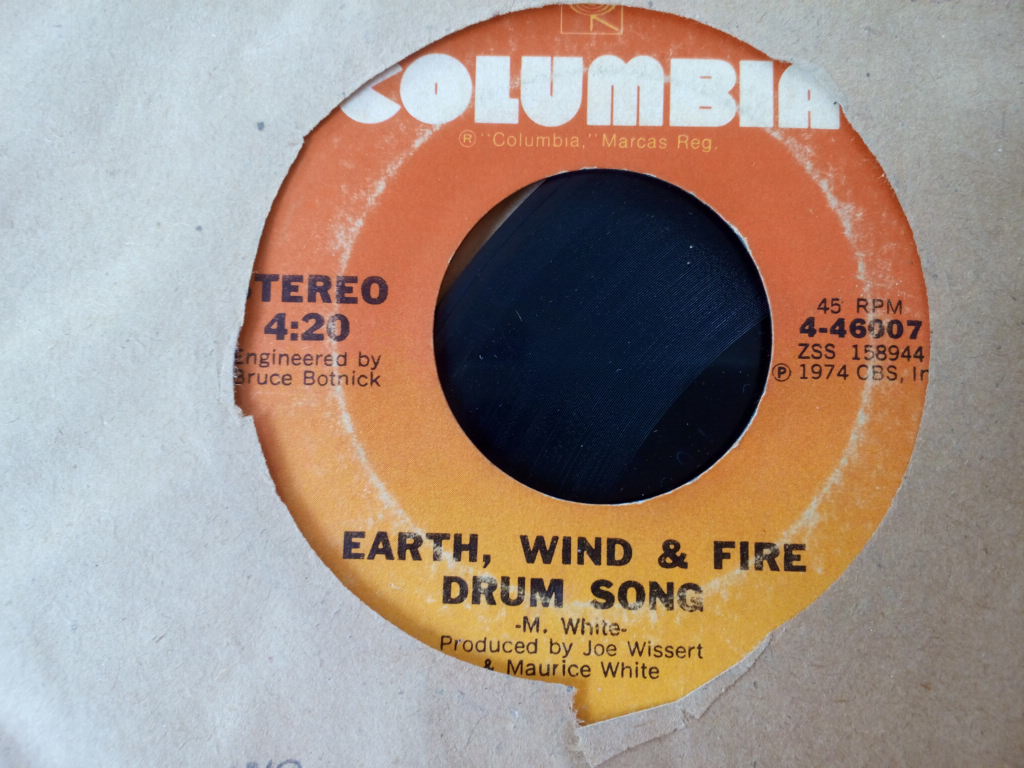 COLUMBIA
® "Columbia," Marcas Reg.
STEREO
4:20
Engineered by
Bruce Botnick
45 RPM
4-46007
ZSS 158944
℗ 1974 CBS, In
EARTH, WIND & FIRE
DRUM SONG
-M. White-
Produced by Joe Wissert
& Maurice White